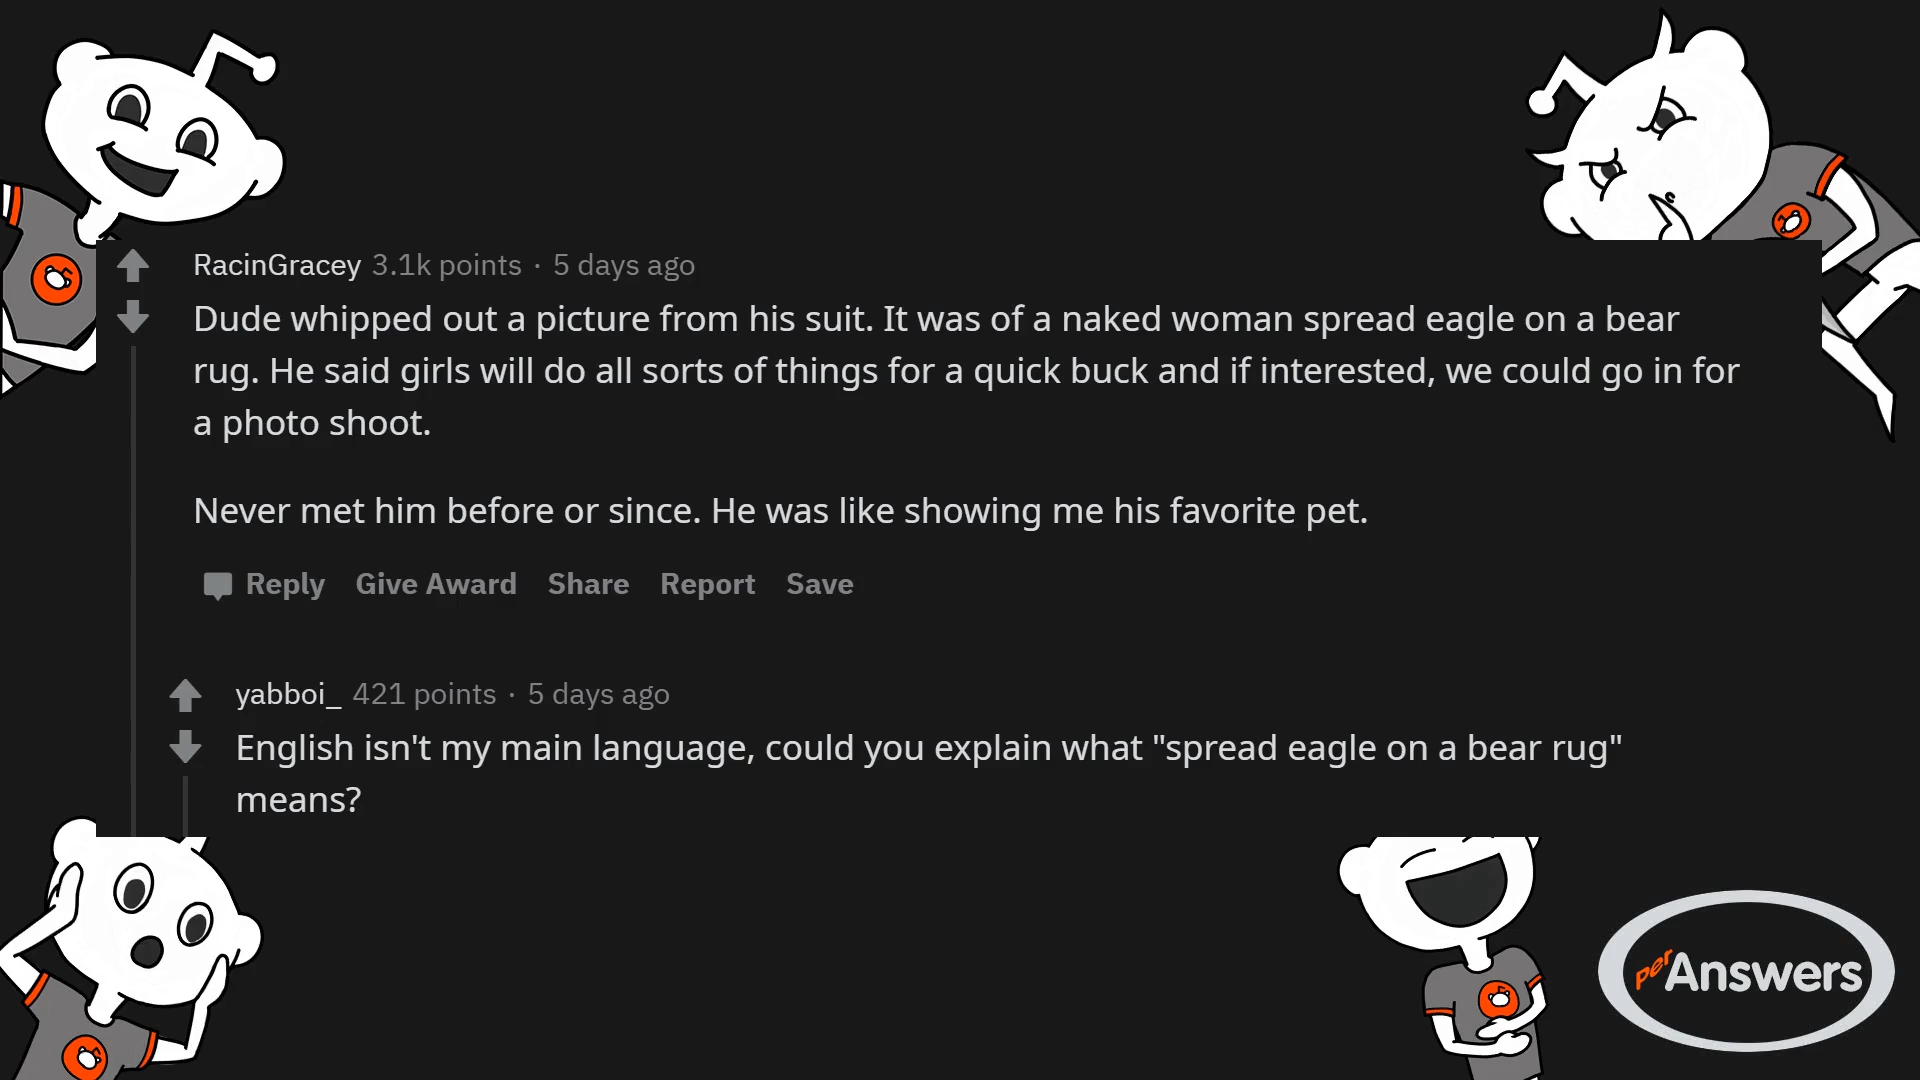 RacinGracey 3.1k points · 5 days ago
Dude whipped out a picture from his suit. It was of a naked woman spread eagle on a bear
rug. He said girls will do all sorts of things for a quick buck and if interested, we could go in for
a photo shoot.
Never met him before or since. He was like showing me his favorite pet.
Reply Give Award Share Report Save
yabboi_ 421 points · 5 days ago
English isn't my main language, could you explain what "spread eagle on a bear rug"
means?
perAnswers